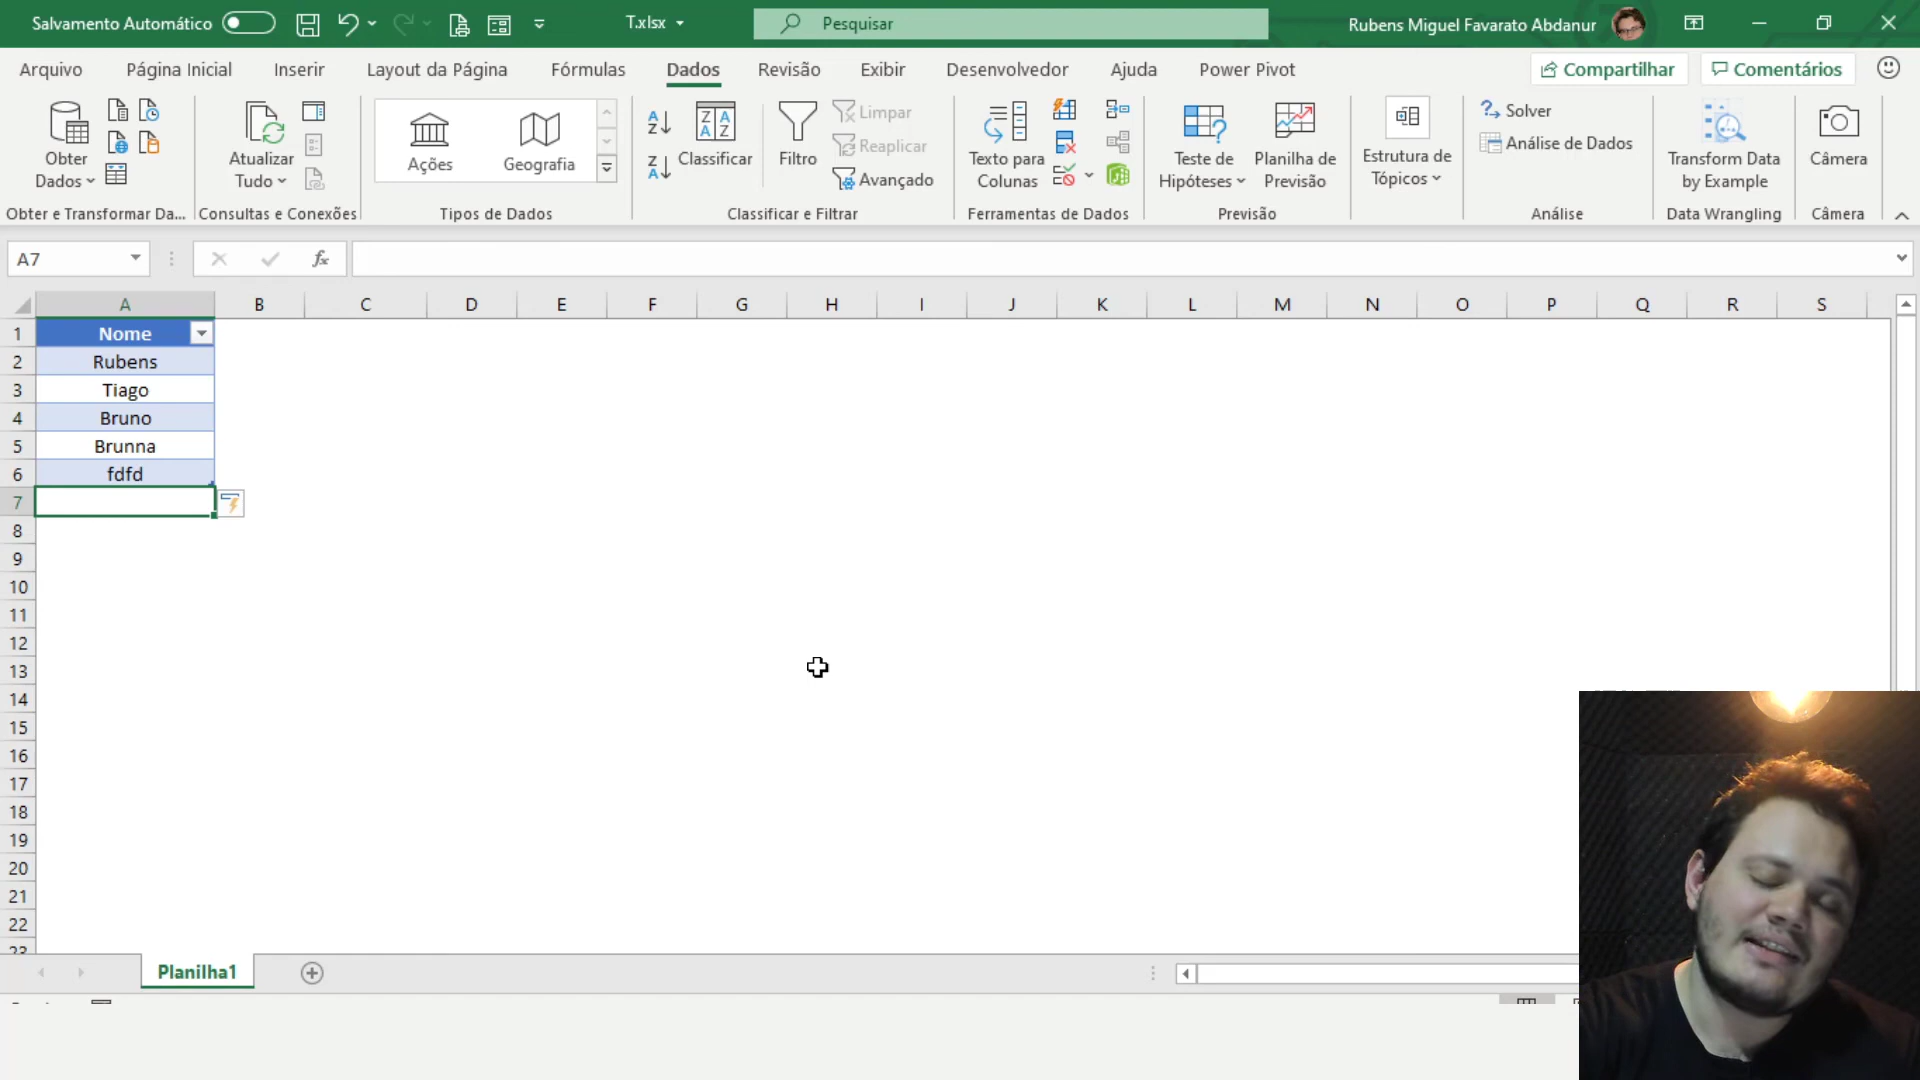 Salvamento Automático
T.xlsx
Pesquisar
Rubens Miguel Favarato Abdanur
Arquivo
Página Inicial
Inserir
Layout da Página
Fórmulas
Dados
Revisão
Exibir
Desenvolvedor
Ajuda
Power Pivot
Compartilhar
Comentários
Obter
Dados
Atualizar
Tudo
Ações
Geografia
A
Z
Z
A
Z A
A Z
Classificar
Filtro
Limpar
Reaplicar
Avançado
Texto para
Colunas
Teste de
Hipóteses
Planilha de
Previsão
Estrutura de
Tópicos
Solver
Análise de Dados
Transform Data
by Example
Câmera
Obter e Transformar Da...
Consultas e Conexões
Tipos de Dados
Classificar e Filtrar
Ferramentas de Dados
Previsão
Análise
Data Wrangling
Câmera
A7
fx
A B C D E F G H I J K L M N O P Q R S
1 Nome
2 Rubens
3 Tiago
4 Bruno
5 Brunna
6 fdfd
7
8
9
10
11
12
13
14
15
16
17
18
19
20
21
22
23
Planilha1